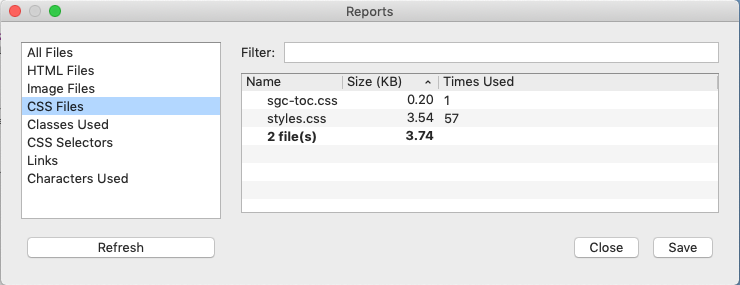 Reports
All Files
HTML Files
Image Files
CSS Files
Classes Used
CSS Selectors
Links
Characters Used
Refresh
Filter:
Name Size (KB) Times Used
sgc-toc.css 0.20 1
styles.css 3.54 57
2 file(s) 3.74
Close Save